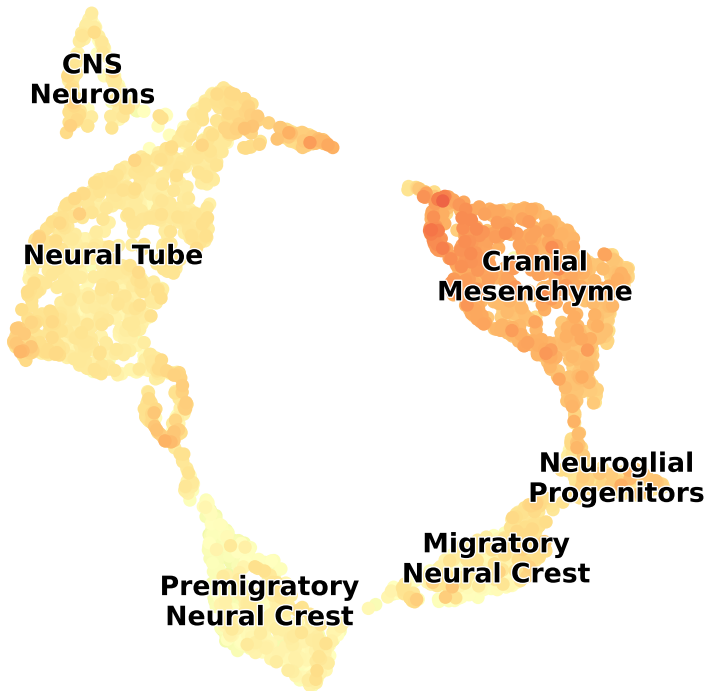 CNS
Neurons
Neural Tube
Cranial
Mesenchyme
Neuroglial
Progenitors
Migratory
Neural Crest
Premigratory
Neural Crest